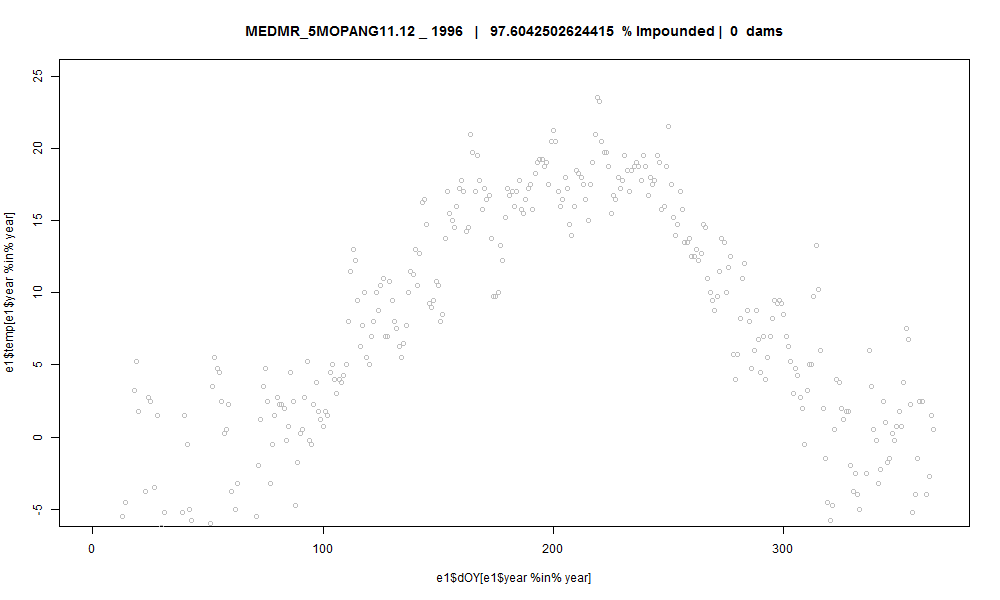 MEDMR_5MOPANG11.12 _ 1996 | 97.6042502624415 % Impounded | 0 dams
e1$temp[e1$year %in% year]
25
20
15
10
5
0
-5
0 100 200 300
e1$dOY[e1$year %in% year]